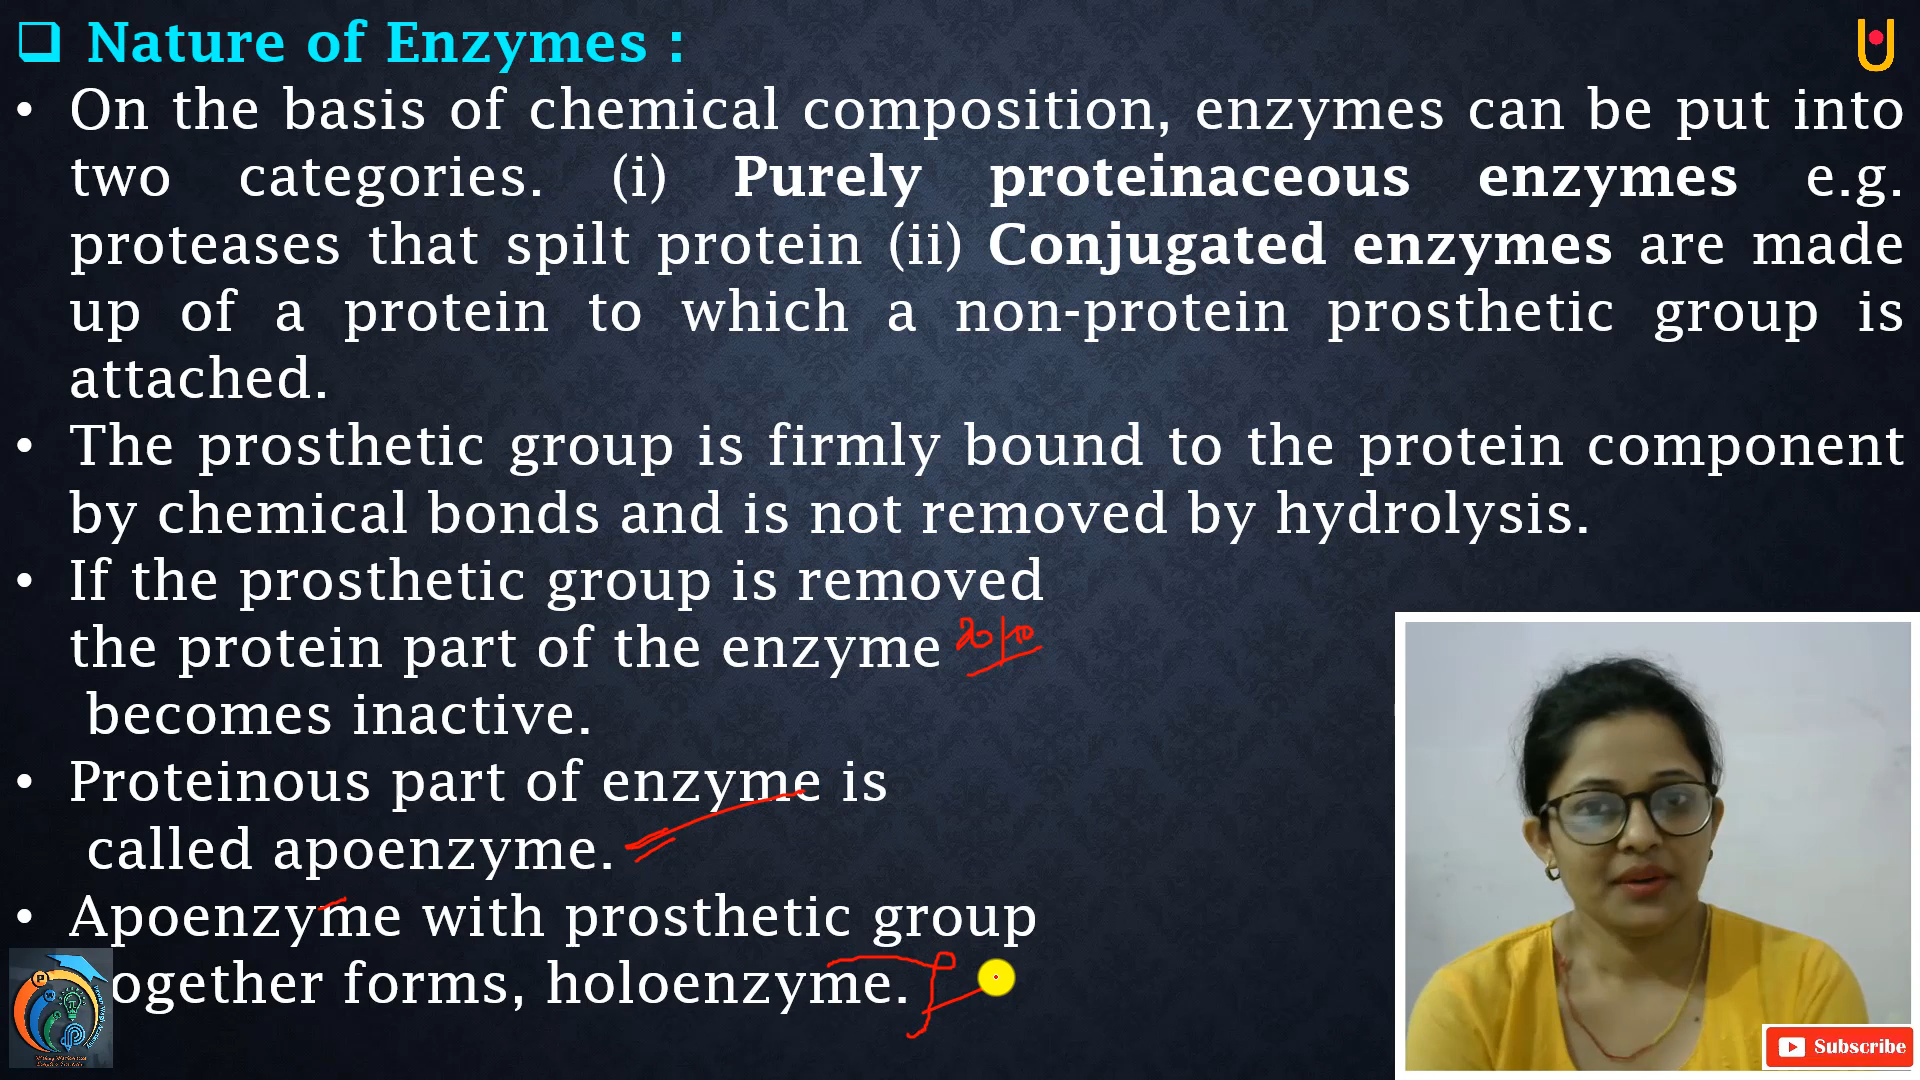 Nature of Enzymes :
• On the basis of chemical composition, enzymes can be put into
two categories. (i) Purely proteinaceous enzymes e.g.
proteases that spilt protein (ii) Conjugated enzymes are made
up of a protein to which a non-protein prosthetic group is
attached.
• The prosthetic group is firmly bound to the protein component
by chemical bonds and is not removed by hydrolysis.
• If the prosthetic group is removed
the protein part of the enzyme
becomes inactive.
• Proteinous part of enzyme is
called apoenzyme.
• Apoenzyme with prosthetic group
ogether forms, holoenzyme.
Subscribe